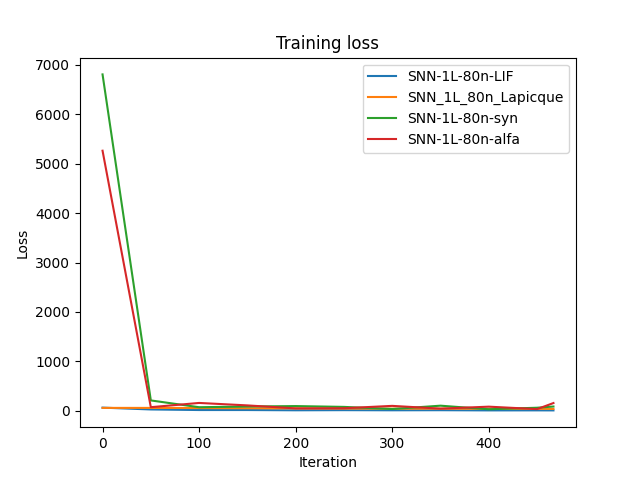 Training loss
7000
6000
5000
4000
3000
2000
1000
0
Loss
0 100 200 300 400
Iteration
SNN-1L-80n-LIF
SNN_1L_80n_Lapicque
SNN-1L-80n-syn
SNN-1L-80n-alfa